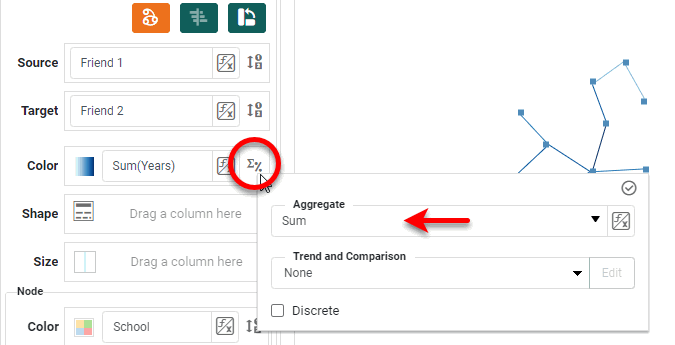 Source Friend 1
Target Friend 2
Color Sum(Years)
Shape Drag a column here
Size Drag a column here
Node
Color School
Aggregate
Sum
Trend and Comparison
None Edit
Discrete